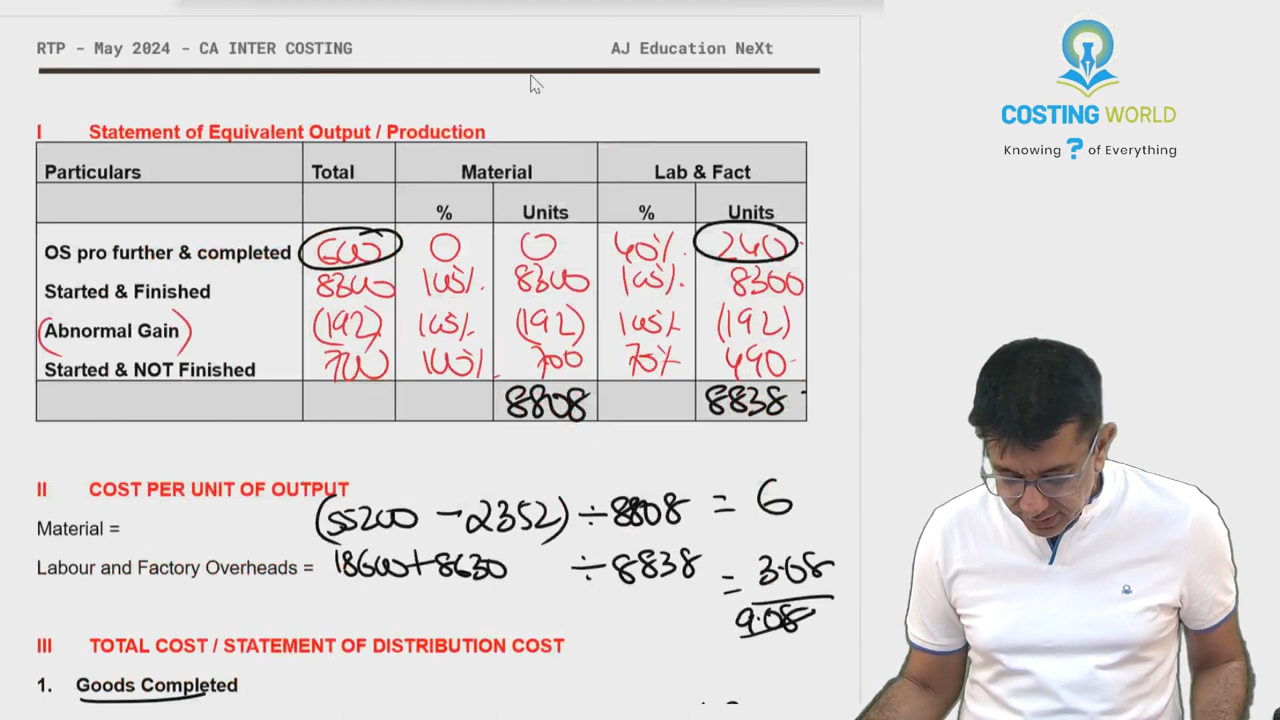 RTP - May 2024 - CA INTER COSTING AJ Education NeXt
COSTING WORLD
Knowing ? of Everything
I Statement of Equivalent Output / Production
Particulars Total Material Lab & Fact
% Units % Units
OS pro further & completed 600 0 0 40% 240
Started & Finished 8300 100% 8300 100% 8300
(Abnormal Gain) (192) 100% (192) 100% (192)
Started & NOT Finished 700 100% 700 70% 490
8808 8838
II COST PER UNIT OF OUTPUT
Material = (55200 - 2352) ÷ 8808 = 6
Labour and Factory Overheads = 18600 + 8630 ÷ 8838 = 3.08
9.08
III TOTAL COST / STATEMENT OF DISTRIBUTION COST
1. Goods Completed